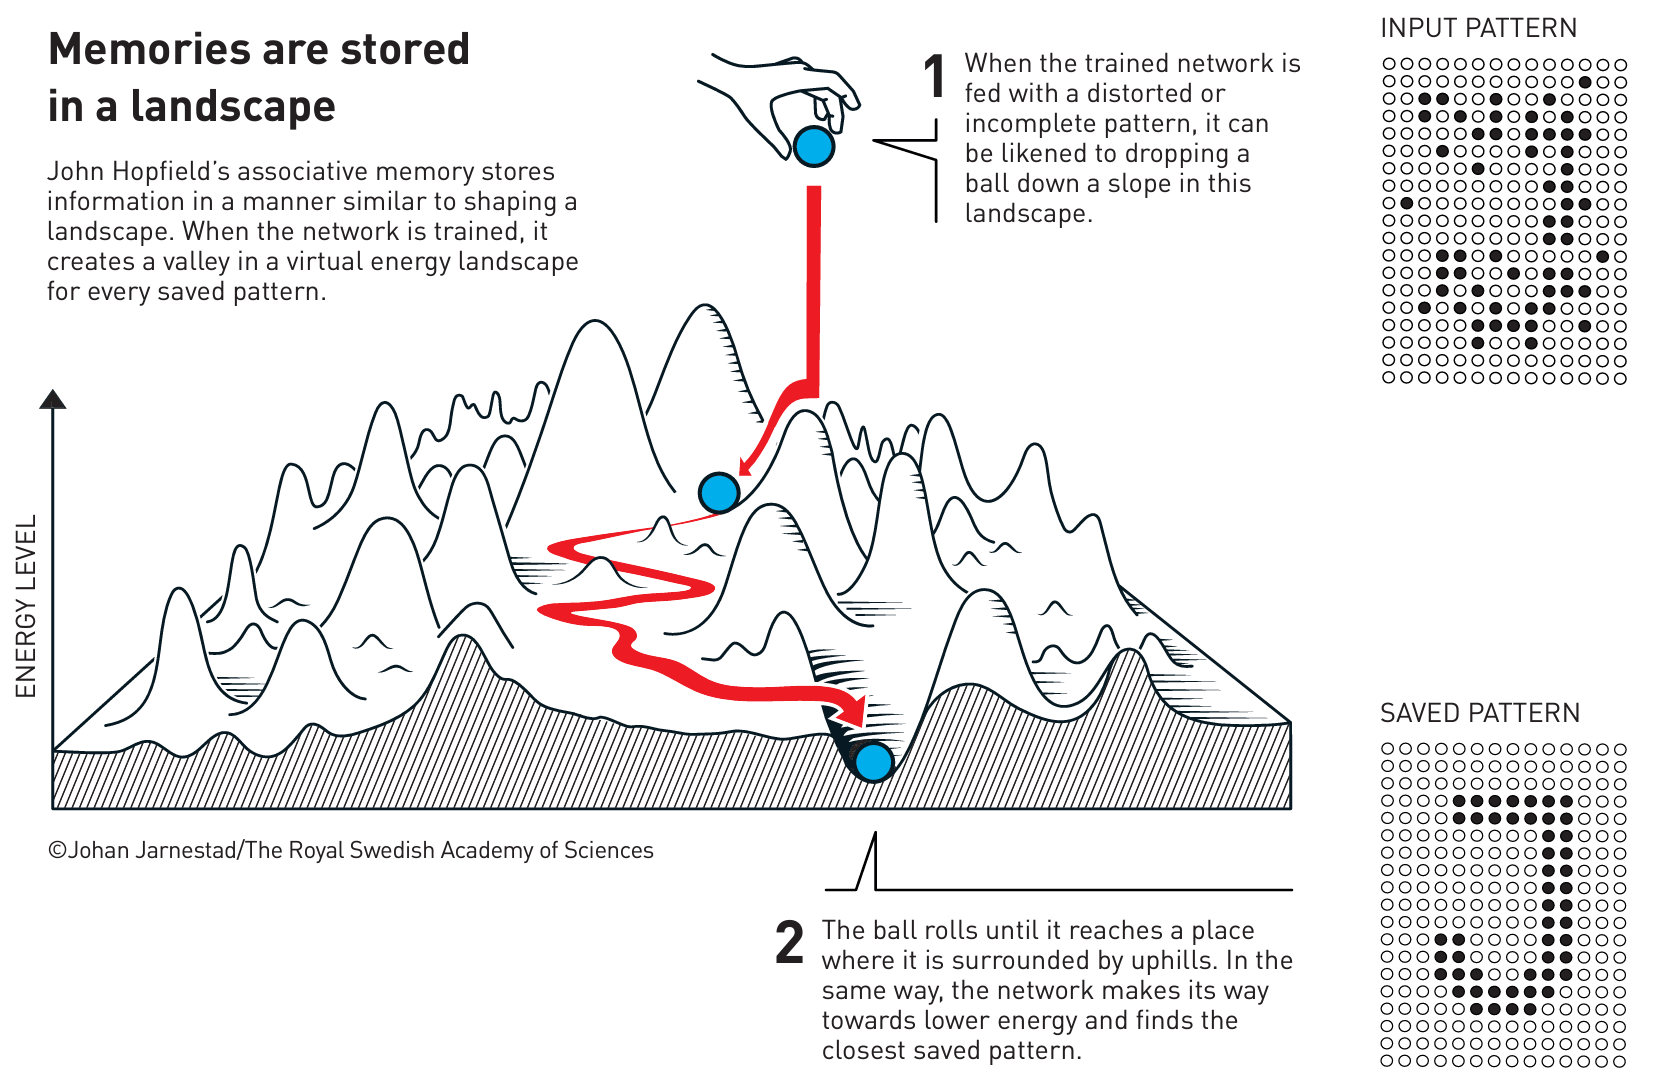 Memories are stored
in a landscape
John Hopfield’s associative memory stores
information in a manner similar to shaping a
landscape. When the network is trained, it
creates a valley in a virtual energy landscape
for every saved pattern.
1
When the trained network is
fed with a distorted or
incomplete pattern, it can
be likened to dropping a
ball down a slope in this
landscape.
INPUT PATTERN
ENERGY LEVEL
SAVED PATTERN
©Johan Jarnestad/The Royal Swedish Academy of Sciences
2
The ball rolls until it reaches a place
where it is surrounded by uphills. In the
same way, the network makes its way
towards lower energy and finds the
closest saved pattern.